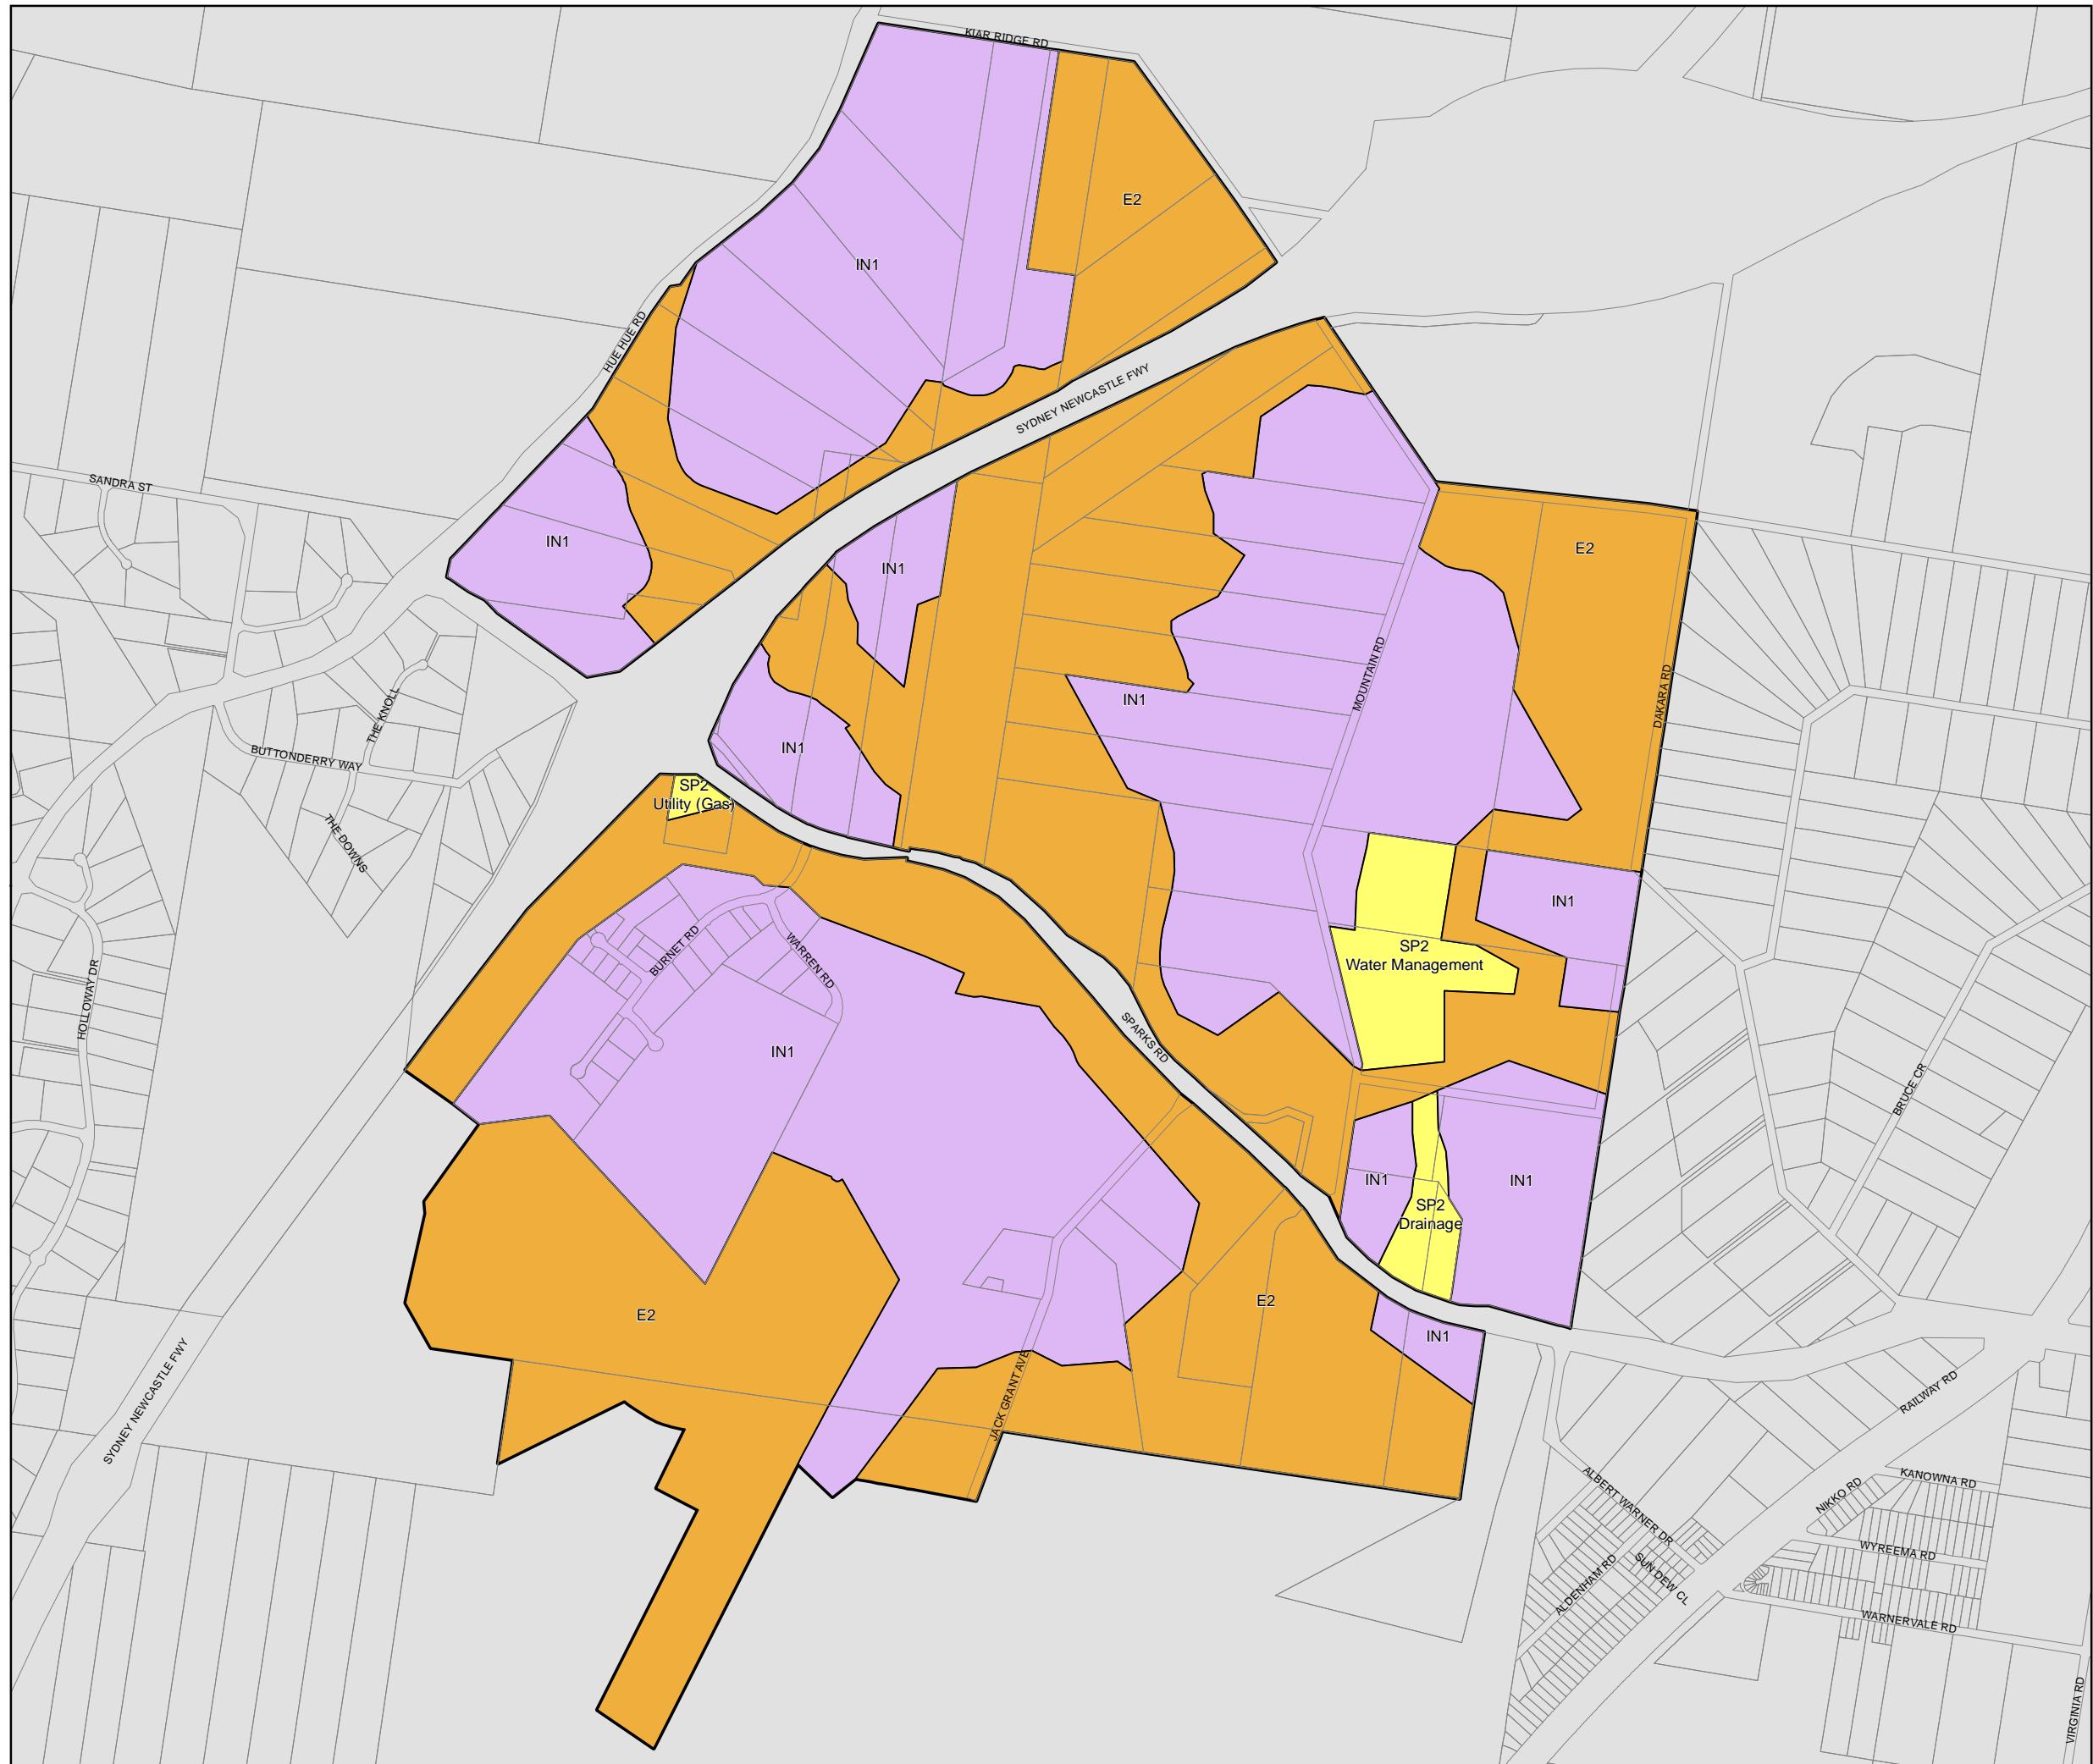 KIAR RIDGE RD
E2
IN1
HUE HUE RD
SYDNEY NEWCASTLE FWY
SANDRA ST
IN1
IN1
E2
MOUNTAIN RD
DAKARA RD
THE KNOLL
IN1
BUTTONDERRY WAY
IN1
SP2
Utility (Gas)
THE DOWNS
IN1
BURNET RD
WARREN RD
SP2
Water Management
HOLLOWAY DR
SPARKS RD
IN1
BRUCE CR
IN1
IN1
SP2
Drainage
E2
E2
IN1
SYDNEY NEWCASTLE FWY
JACK GRANT AVE
RAILWAY RD
ALBERT WARNER DR
NIKKO RD
KANOWNA RD
WYREEMA RD
ALDENHAM RD
SUN DEW CL
WARNERVALE RD
VIRGINIA RD